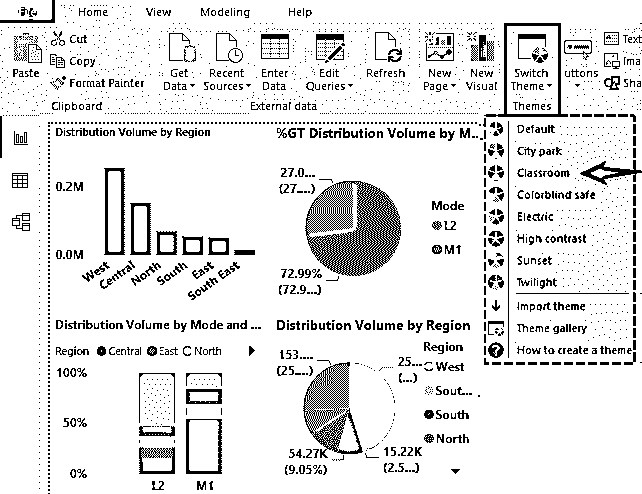 Home View Modeling Help
Cut
Copy
Format Painter
Paste
Clipboard
Get Data
Recent Sources
Enter Data
Edit Queries
Refresh
External data
New Page
New Visual
Switch Theme
Themes
uttons
Text
Ima
Sha
Default
City park
Classroom
Colorblind safe
Electric
High contrast
Sunset
Twilight
Import theme
Theme gallery
How to create a theme
Distribution Volume by Region
0.2M
0.0M
West
Central
North
South
East
South East
%GT Distribution Volume by M...
27.0...
(27....)
72.99%
(72.9...)
Mode
L2
M1
Distribution Volume by Mode and ...
Region Central East North
100%
50%
0%
L2 M1
Distribution Volume by Region
153....
(25....)
25...
(...)
54.27K
(9.05%)
15.22K
(2.5...)
Region
West
Sout...
South
North